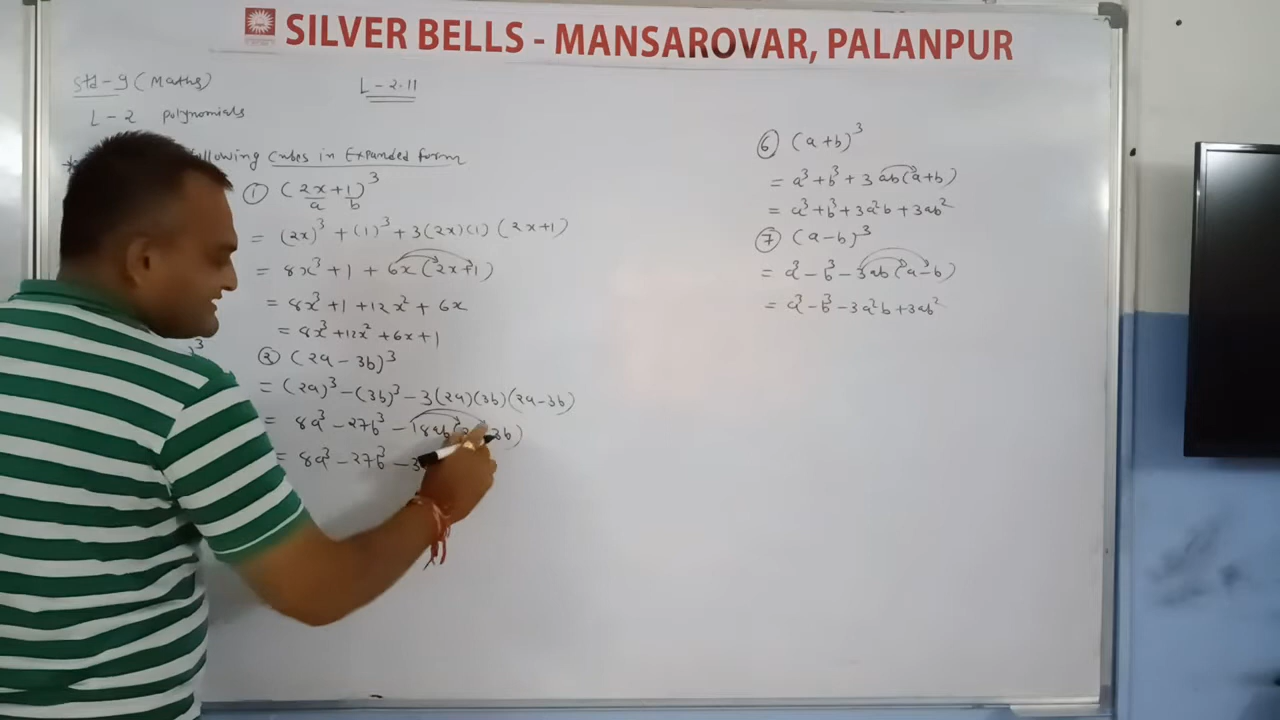 SILVER BELLS - MANSAROVAR, PALANPUR
Std-9 (Maths)
L-2.11
L-2 polynomials
following cubes in Expanded form
① (2x+1)³
a b
= (2x)³ + (1)³ + 3(2x)(1) (2x+1)
= 8x³ + 1 + 6x (2x+1)
= 8x³ + 1 + 12x² + 6x
= 8x³ + 12x² + 6x + 1
② (2a - 3b)³
= (2a)³ - (3b)³ - 3(2a)(3b)(2a-3b)
= 8a³ - 27b³ - 18ab( 3b)
= 8a³ - 27b³ - 3
⑥ (a+b)³
= a³ + b³ + 3ab(a+b)
= a³ + b³ + 3a²b + 3ab²
⑦ (a-b)³
= a³ - b³ - 3ab(a-b)
= a³ - b³ - 3a²b + 3ab²